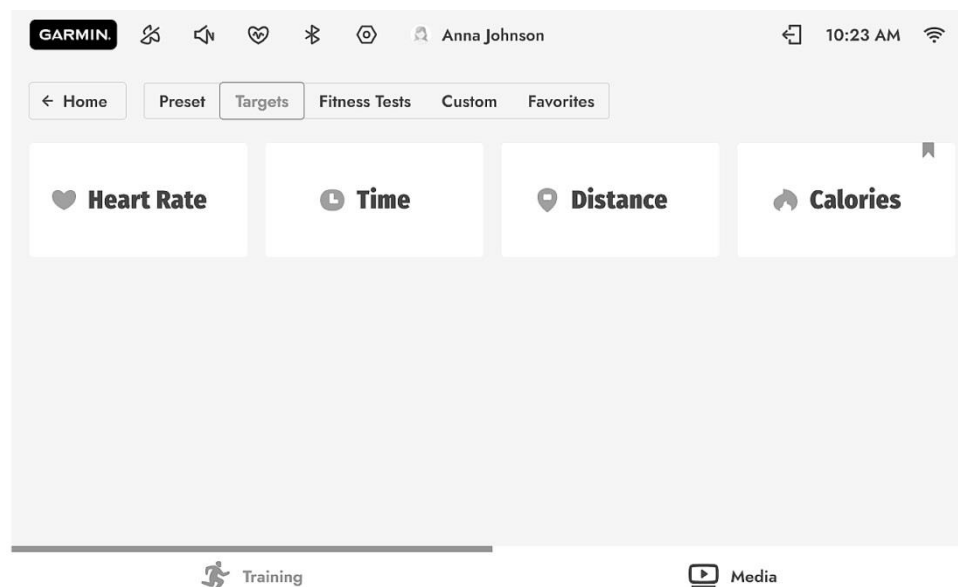 GARMIN. Anna Johnson 10:23 AM
← Home Preset Targets Fitness Tests Custom Favorites
Heart Rate Time Distance Calories
Training Media